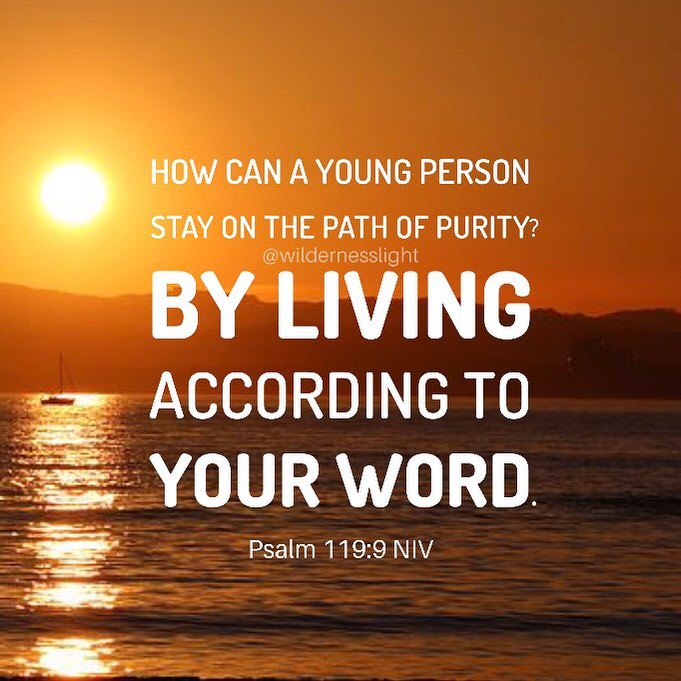 HOW CAN A YOUNG PERSON
STAY ON THE PATH OF PURITY?
@wildernesslight
BY LIVING
ACCORDING TO
YOUR WORD.
Psalm 119:9 NIV